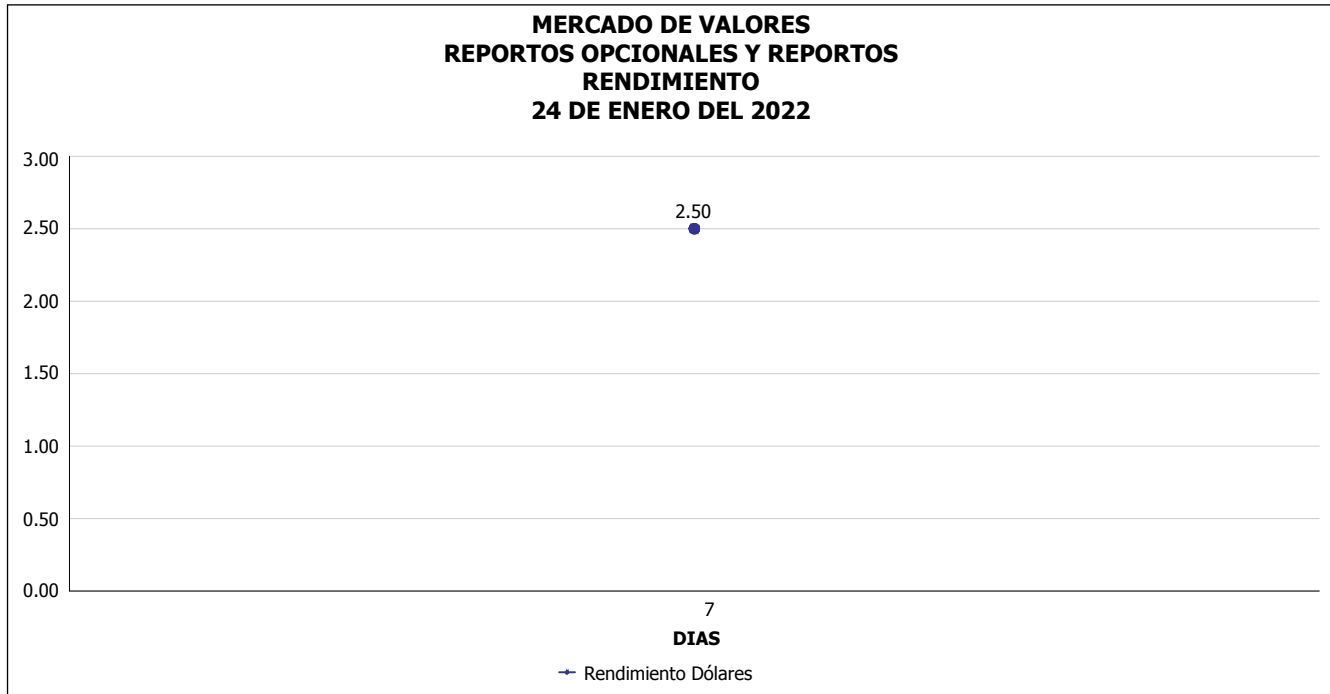 MERCADO DE VALORES
REPORTOS OPCIONALES Y REPORTOS
RENDIMIENTO
24 DE ENERO DEL 2022
3.00
2.50
2.50
2.00
1.50
1.00
0.50
0.00
7
DIAS
Rendimiento Dólares